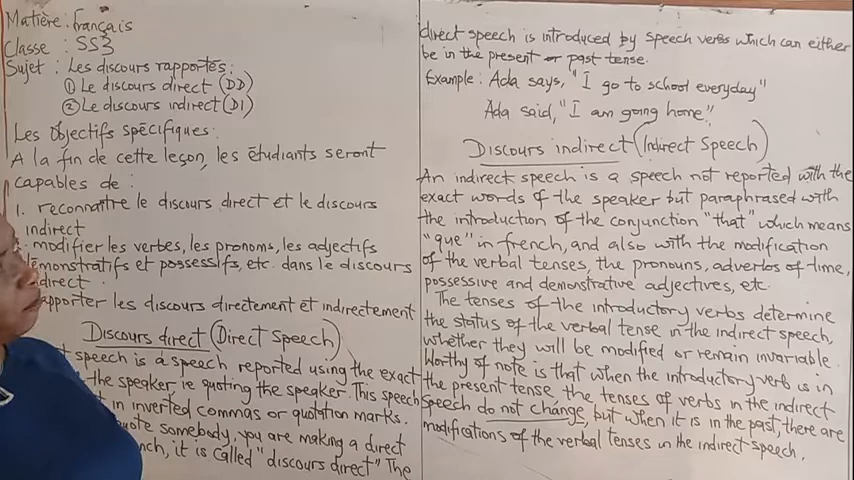 Matière: français
Classe: SS3
Sujet: Les discours rapportés:
① Le discours direct (DD)
② Le discours indirect (DI)
Les Objectifs spécifiques:
A la fin de cette leçon, les étudiants seront
capables de:
1. reconnaître le discours direct et le discours
indirect
modifier les verbes, les pronoms, les adjectifs
démonstratifs et possessifs, etc. dans le discours
direct.
apporter les discours directement et indirectement
Discours direct (Direct Speech)
speech is a speech reported using the exact
the speaker, ie quoting the speaker. This speech
in inverted commas or quotation marks.
quote somebody, you are making a direct
it is called "discours direct" The
direct speech is introduced by speech verbs which can either
be in the present or past tense.
Example: Ada says, "I go to school everyday"
Ada said, "I am going home".
Discours indirect (Indirect Speech)
An indirect speech is a speech not reported with the
exact words of the speaker but paraphrased with
the introduction of the conjunction "that" which means
"que" in french, and also with the modification
of the verbal tenses, the pronouns, adverbs of time,
possessive and demonstrative adjectives, etc.
The tenses of the introductory verbs determine
the status of the verbal tense in the indirect speech,
whether they will be modified or remain invariable.
Worthy of note is that when the introductory verb is in
the present tense, the tenses of verbs in the indirect
speech do not change, but when it is in the past, there are
modifications of the verbal tenses in the indirect speech.